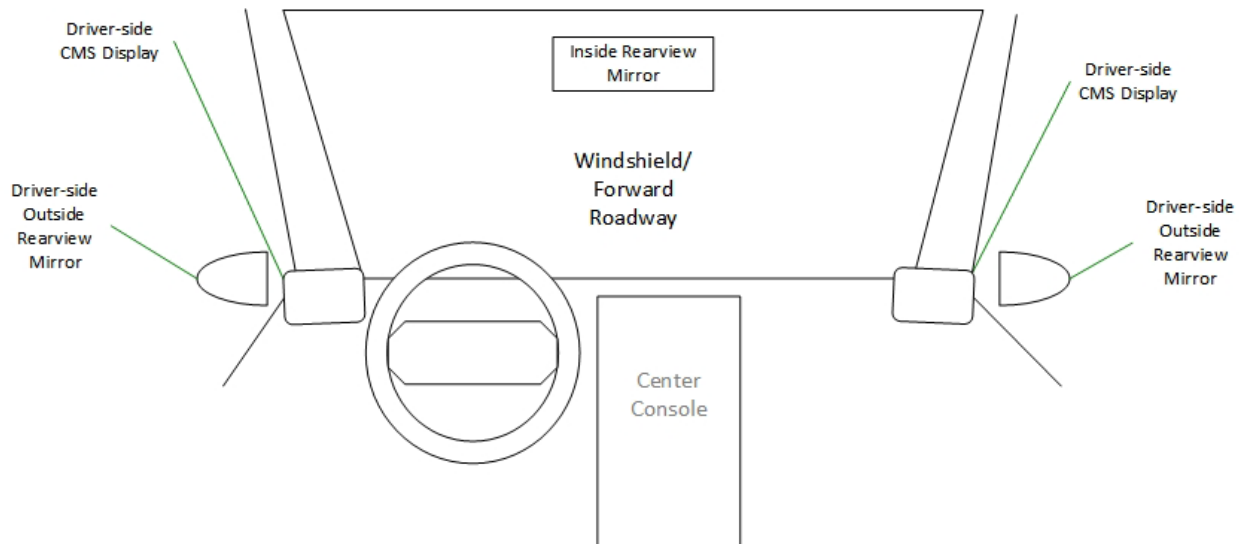 Driver-side
CMS Display
Inside Rearview
Mirror
Driver-side
CMS Display
Windshield/
Forward
Roadway
Driver-side
Outside
Rearview
Mirror
Driver-side
Outside
Rearview
Mirror
Center
Console